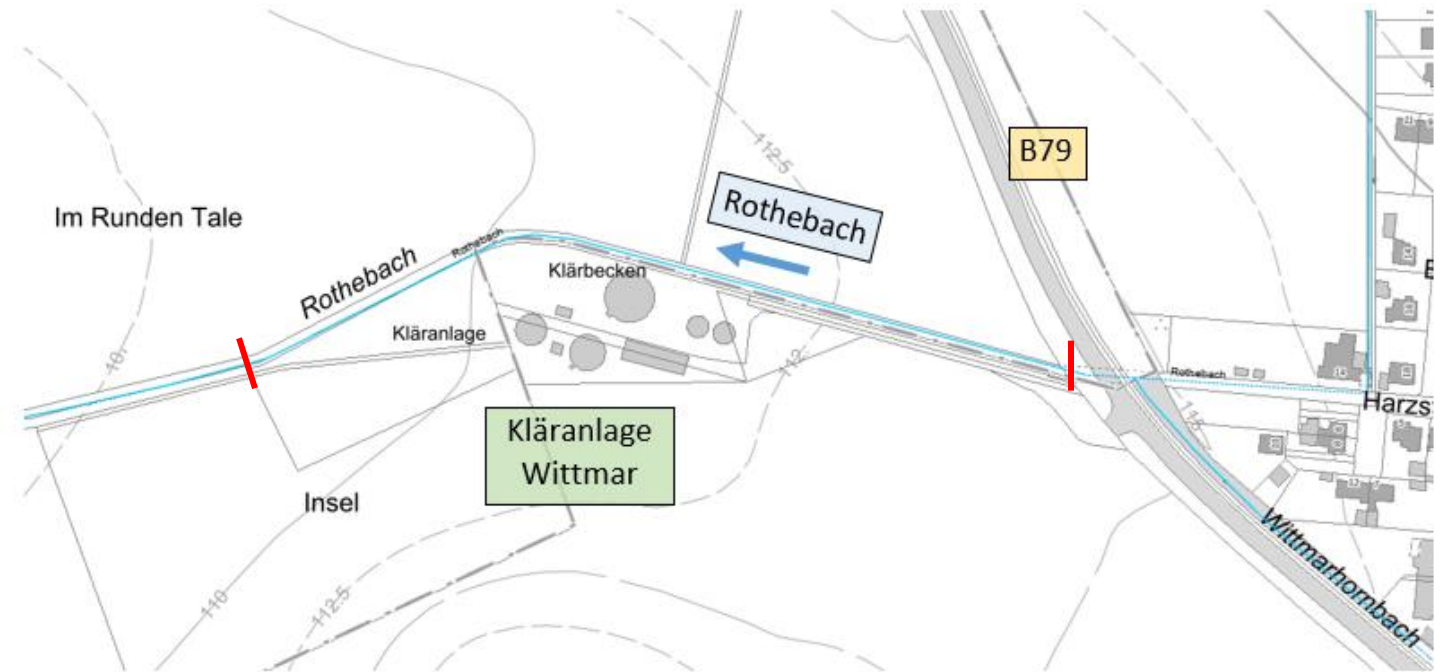 B79
112.5
Rothebach
Im Runden Tale
Rothebach
Rothebach
Klärbecken
Kläranlage
112
Rothebach
14
Harzs
Kläranlage
Wittmar
Insel
110
112.5
Wittmarhornbach